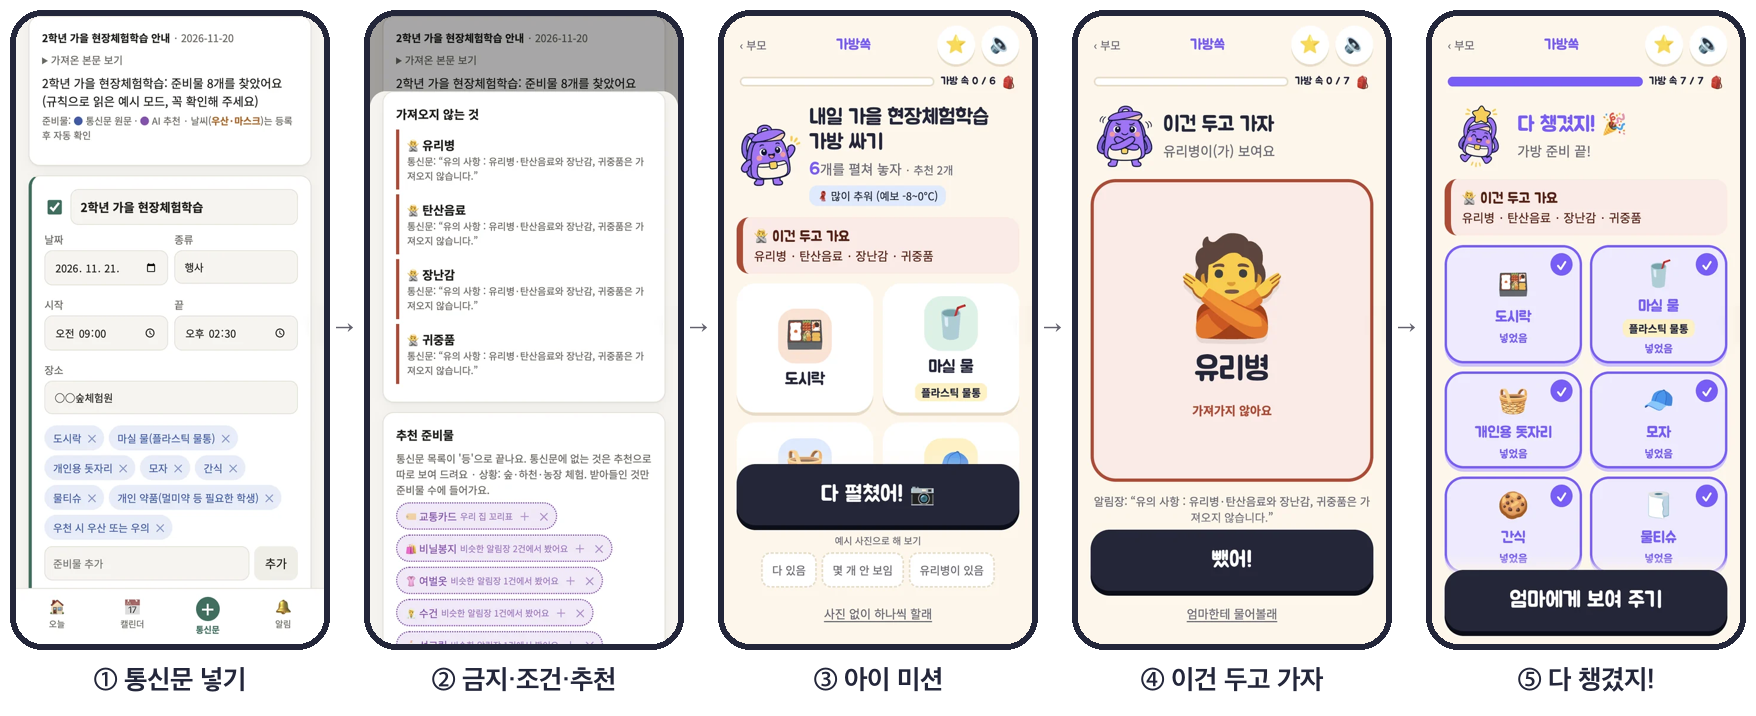 2학년 가을 현장체험학습 안내 · 2026-11-20
▶ 가져온 본문 보기
2학년 가을 현장체험학습: 준비물 8개를 찾았어요
(규칙으로 읽은 예시 모드, 꼭 확인해 주세요)
준비물: 통신문 원문 · AI 추천 · 날씨(우산·마스크)는 등록
후 자동 확인
2학년 가을 현장체험학습
날짜
종류
2026. 11. 21.
행사
시작
끝
오전 09:00
오후 02:30
장소
○○숲체험원
도시락 ×
마실 물(플라스틱 물통) ×
개인용 돗자리 ×
모자 ×
간식 ×
물티슈 ×
개인 약품(멀미약 등 필요한 학생) ×
우천 시 우산 또는 우의 ×
준비물 추가
추가
오늘
캘린더
통신문
알림
① 통신문 넣기
→
2학년 가을 현장체험학습 안내 · 2026-11-20
▶ 가져온 본문 보기
2학년 가을 현장체험학습: 준비물 8개를 찾았어요
가져오지 않는 것
유리병
통신문: “유의 사항 : 유리병·탄산음료와 장난감, 귀중품은 가
져오지 않습니다.”
탄산음료
통신문: “유의 사항 : 유리병·탄산음료와 장난감, 귀중품은 가
져오지 않습니다.”
장난감
통신문: “유의 사항 : 유리병·탄산음료와 장난감, 귀중품은 가
져오지 않습니다.”
귀중품
통신문: “유의 사항 : 유리병·탄산음료와 장난감, 귀중품은 가
져오지 않습니다.”
추천 준비물
통신문 목록이 '등'으로 끝나요. 통신문에 없는 것은 추천으로
따로 보여 드려요 · 상황: 숲·하천·농장 체험. 받아들인 것만
준비물 수에 들어가요.
교통카드 우리 집 꼬리표 + ×
비닐봉지 비슷한 알림장 2건에서 봤어요 + ×
여벌옷 비슷한 알림장 1건에서 봤어요 + ×
수건 비슷한 알림장 1건에서 봤어요 + ×
② 금지·조건·추천
→
‹ 부모
가방쏙
가방 속 0 / 6
내일 가을 현장체험학습
가방 싸기
6개를 펼쳐 놓자 · 추천 2개
많이 추워 (예보 -8~0°C)
이건 두고 가요
유리병 · 탄산음료 · 장난감 · 귀중품
도시락
마실 물
플라스틱 물통
다 펼쳤어!
예시 사진으로 해 보기
다 있음
몇 개 안 보임
유리병이 있음
사진 없이 하나씩 할래
③ 아이 미션
→
‹ 부모
가방쏙
가방 속 0 / 7
이건 두고 가자
유리병이(가) 보여요
유리병
가져가지 않아요
알림장: “유의 사항 : 유리병·탄산음료와 장난감, 귀중품은 가
져오지 않습니다.”
뺐어!
엄마한테 물어볼래
④ 이건 두고 가자
→
‹ 부모
가방쏙
가방 속 7 / 7
다 챙겼지!
가방 준비 끝!
이건 두고 가요
유리병 · 탄산음료 · 장난감 · 귀중품
도시락
넣었음
마실 물
플라스틱 물통
넣었음
개인용 돗자리
넣었음
모자
넣었음
간식
넣었음
물티슈
넣었음
엄마에게 보여 주기
⑤ 다 챙겼지!